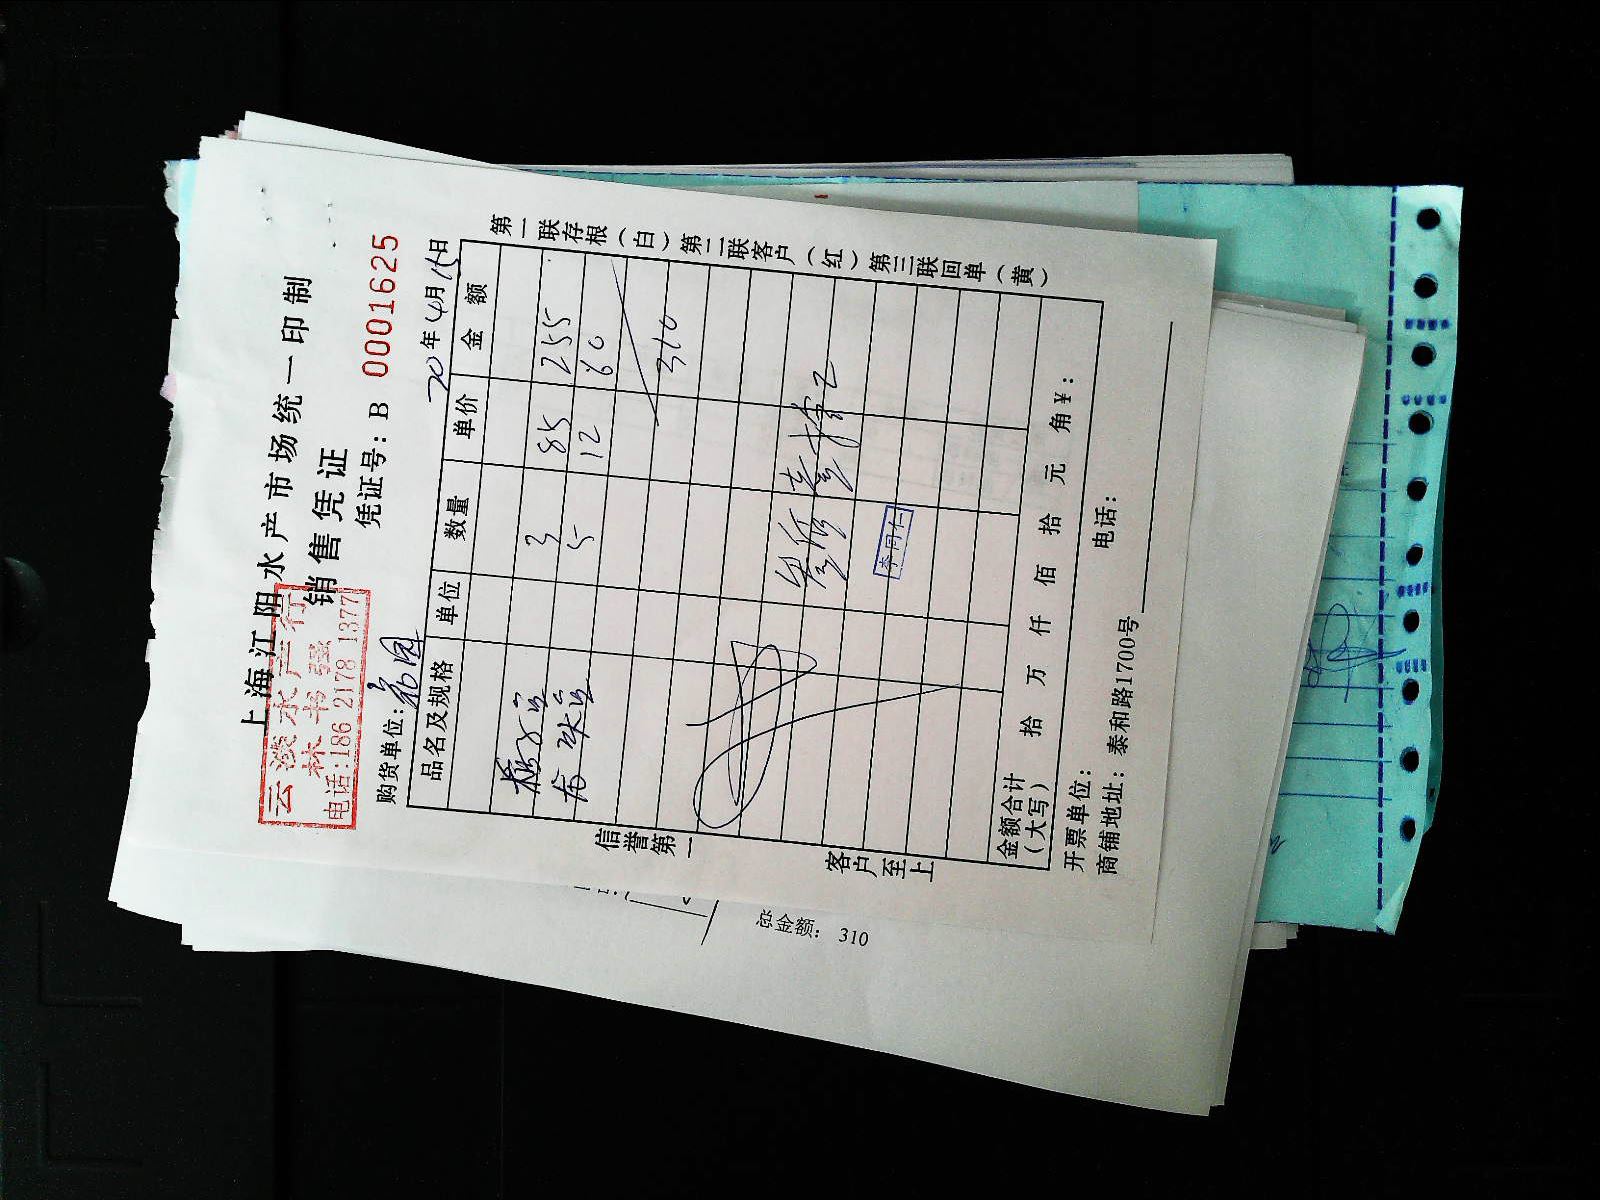 上海江阳水产市场统一印制
销售凭证
凭证号：B 0001625
云淡水产行
林书强
电话:186 2178 1377
购货单位：
20年4月15日
品名及规格 单位 数量 单价 金额
3 85 255
5 12 60
310
李同仁
金额合计（大写） 拾 万 仟 佰 拾 元 角 ¥：
开票单位： 电话：
商铺地址：泰和路1700号
第一联存根（白）第二联客户（红）第三联回单（黄）
信誉第一 客户至上
总金额： 310